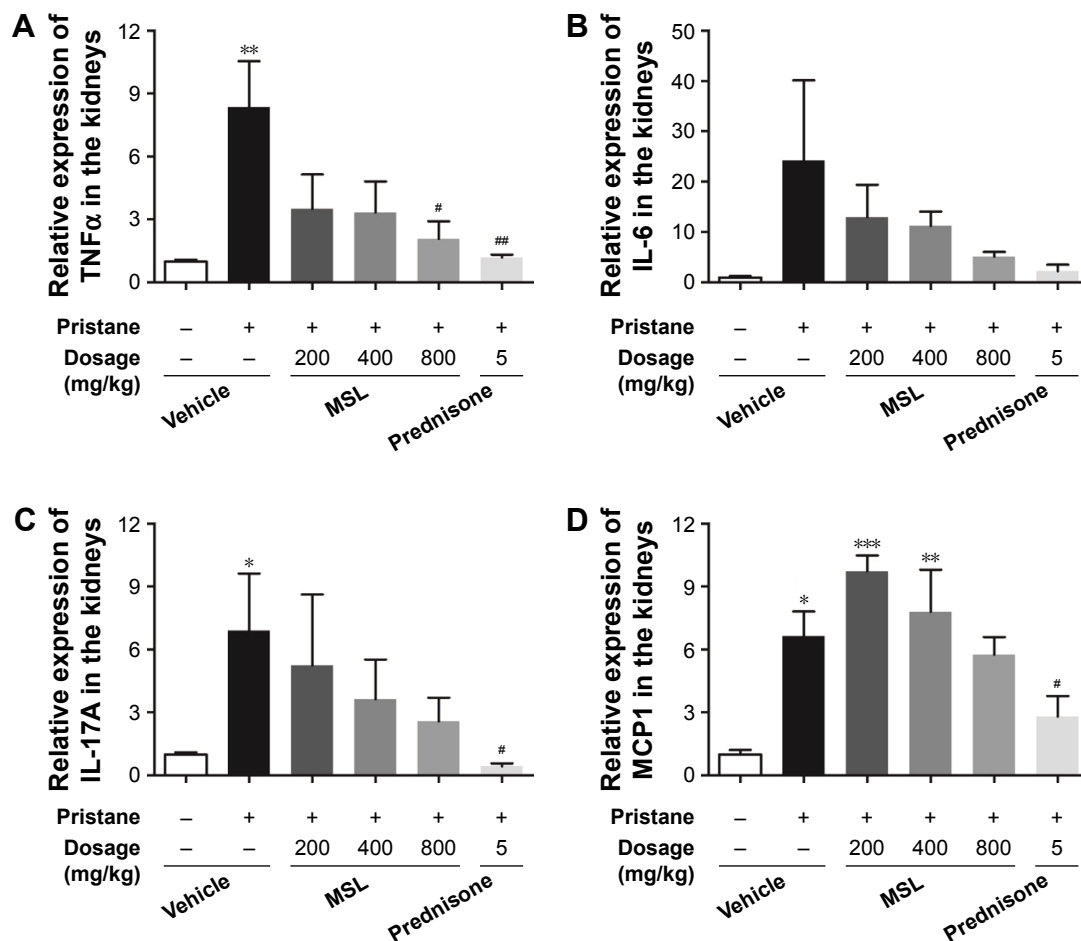 A
Relative expression of
TNFα in the kidneys
12
9
6
3
0
**
#
##
Pristane – + + + + +
Dosage – – 200 400 800 5
(mg/kg)
Vehicle MSL Prednisone
B
Relative expression of
IL-6 in the kidneys
50
40
30
20
10
0
Pristane – + + + + +
Dosage – – 200 400 800 5
(mg/kg)
Vehicle MSL Prednisone
C
Relative expression of
IL-17A in the kidneys
12
9
6
3
0
*
#
Pristane – + + + + +
Dosage – – 200 400 800 5
(mg/kg)
Vehicle MSL Prednisone
D
Relative expression of
MCP1 in the kidneys
12
9
6
3
0
*
***
**
#
Pristane – + + + + +
Dosage – – 200 400 800 5
(mg/kg)
Vehicle MSL Prednisone